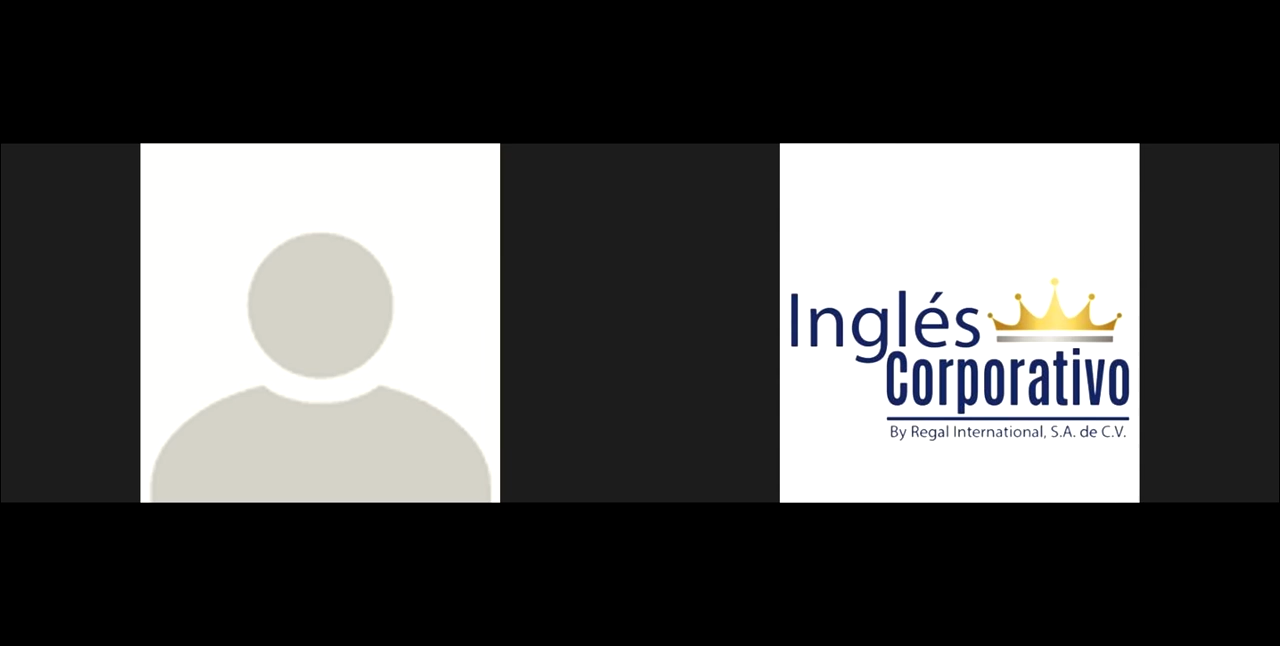 Inglés
Corporativo
By Regal International, S.A. de C.V.